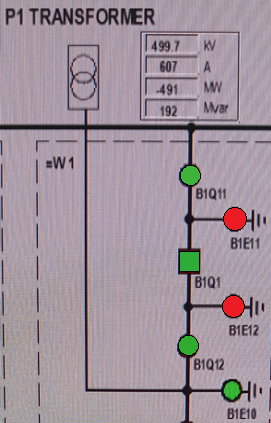 P1 TRANSFORMER
499.7 kV
607 A
-491 MW
192 Mvar
=W1
B1Q11
B1E11
B1Q1
B1E12
B1Q12
B1E10